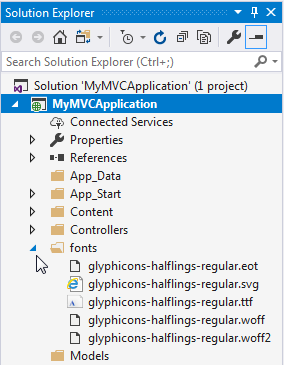 Solution Explorer
Search Solution Explorer (Ctrl+;)
Solution 'MyMVCApplication' (1 project)
MyMVCApplication
Connected Services
Properties
References
App_Data
App_Start
Content
Controllers
fonts
glyphicons-halflings-regular.eot
glyphicons-halflings-regular.svg
glyphicons-halflings-regular.ttf
glyphicons-halflings-regular.woff
glyphicons-halflings-regular.woff2
Models